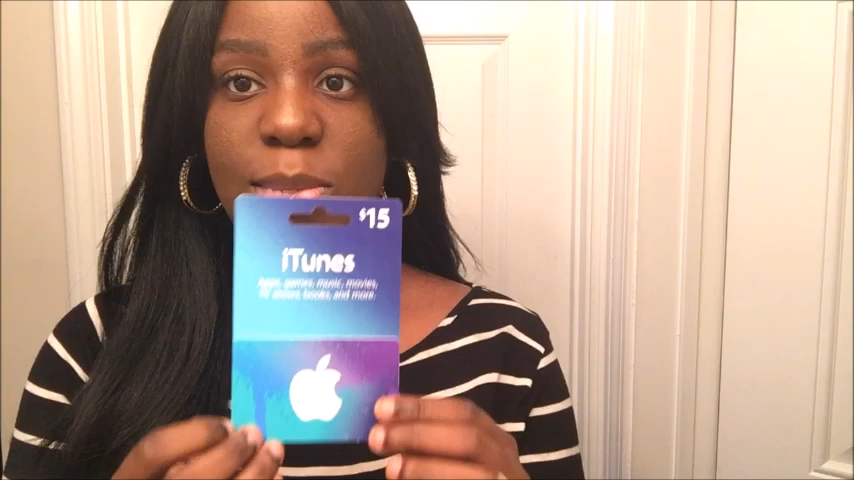 $15
iTunes
Apps, games, music, movies,
TV shows, books, and more.